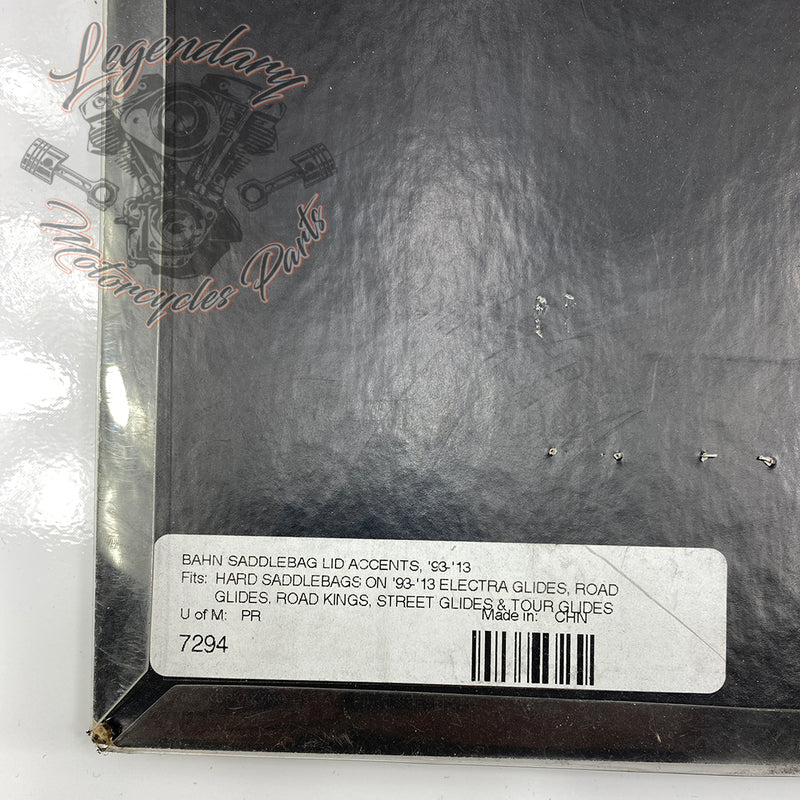 Legendary
Motorcycles Parts
BAHN SADDLEBAG LID ACCENTS, '93-'13
Fits: HARD SADDLEBAGS ON '93-'13 ELECTRA GLIDES, ROAD
GLIDES, ROAD KINGS, STREET GLIDES & TOUR GLIDES
U of M: PR Made in: CHN
7294